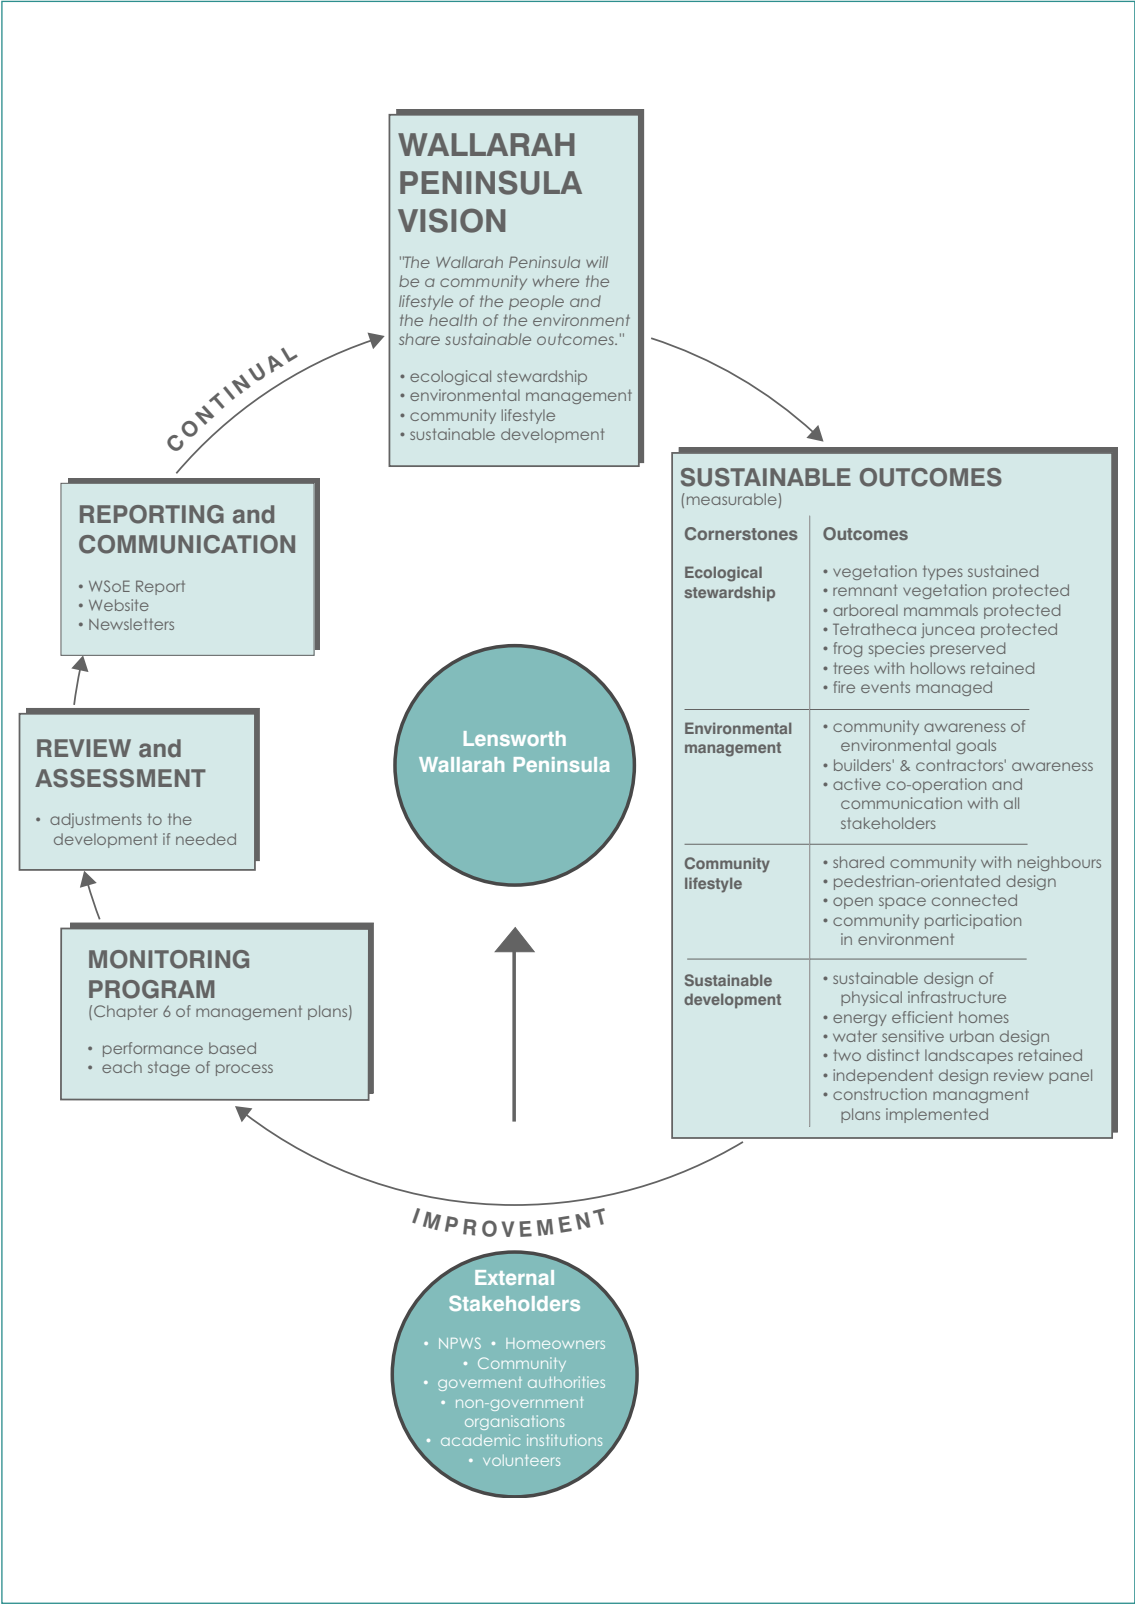 WALLARAH
PENINSULA
VISION
"The Wallarah Peninsula will
be a community where the
lifestyle of the people and
the health of the environment
share sustainable outcomes."
• ecological stewardship
• environmental management
• community lifestyle
• sustainable development
CONTINUAL
SUSTAINABLE OUTCOMES
(measurable)
Cornerstones
Outcomes
Ecological
stewardship
• vegetation types sustained
• remnant vegetation protected
• arboreal mammals protected
• Tetratheca juncea protected
• frog species preserved
• trees with hollows retained
• fire events managed
Environmental
management
• community awareness of
environmental goals
• builders' & contractors' awareness
• active co-operation and
communication with all
stakeholders
Community
lifestyle
• shared community with neighbours
• pedestrian-orientated design
• open space connected
• community participation
in environment
Sustainable
development
• sustainable design of
physical infrastructure
• energy efficient homes
• water sensitive urban design
• two distinct landscapes retained
• independent design review panel
• construction managment
plans implemented
REPORTING and
COMMUNICATION
• WSoE Report
• Website
• Newsletters
REVIEW and
ASSESSMENT
• adjustments to the
development if needed
MONITORING
PROGRAM
(Chapter 6 of management plans)
• performance based
• each stage of process
Lensworth
Wallarah Peninsula
IMPROVEMENT
External
Stakeholders
• NPWS • Homeowners
• Community
• goverment authorities
• non-government
organisations
• academic institutions
• volunteers